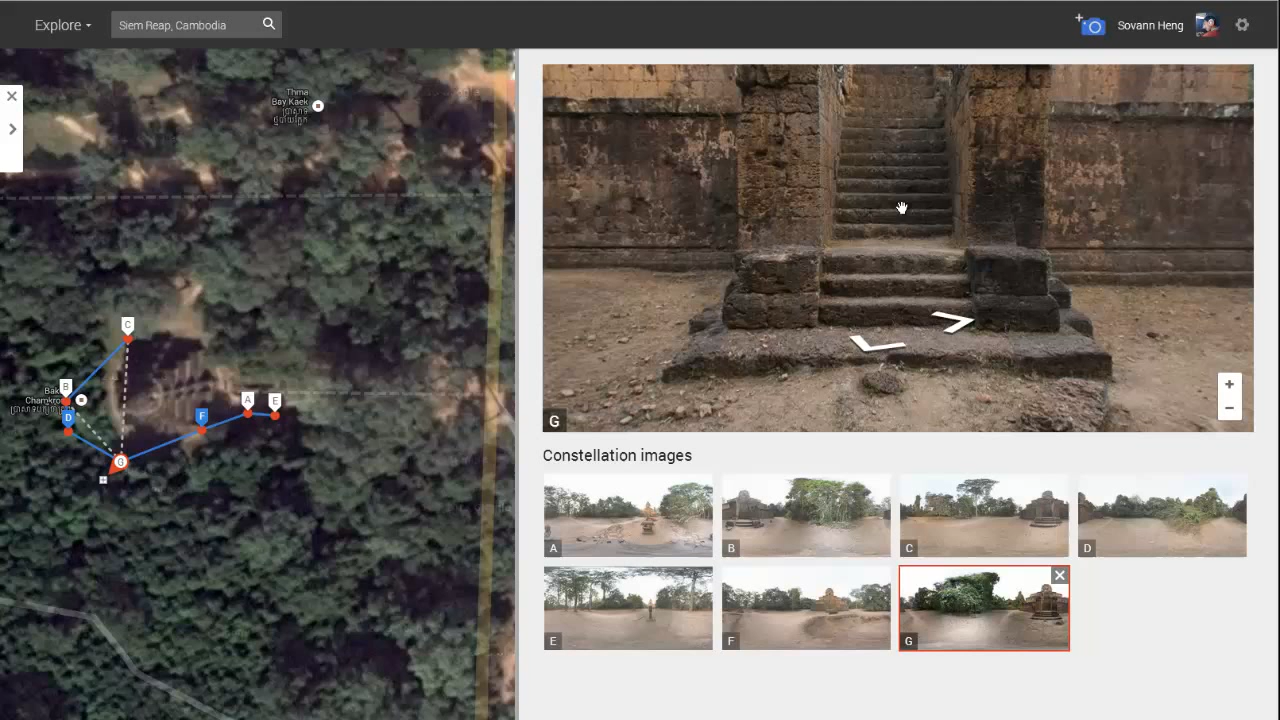 Explore
Siem Reap, Cambodia
Sovann Heng
Thma
Bay Kaek
C
B
D
F
A
E
G
G
Constellation images
A
B
C
D
E
F
G